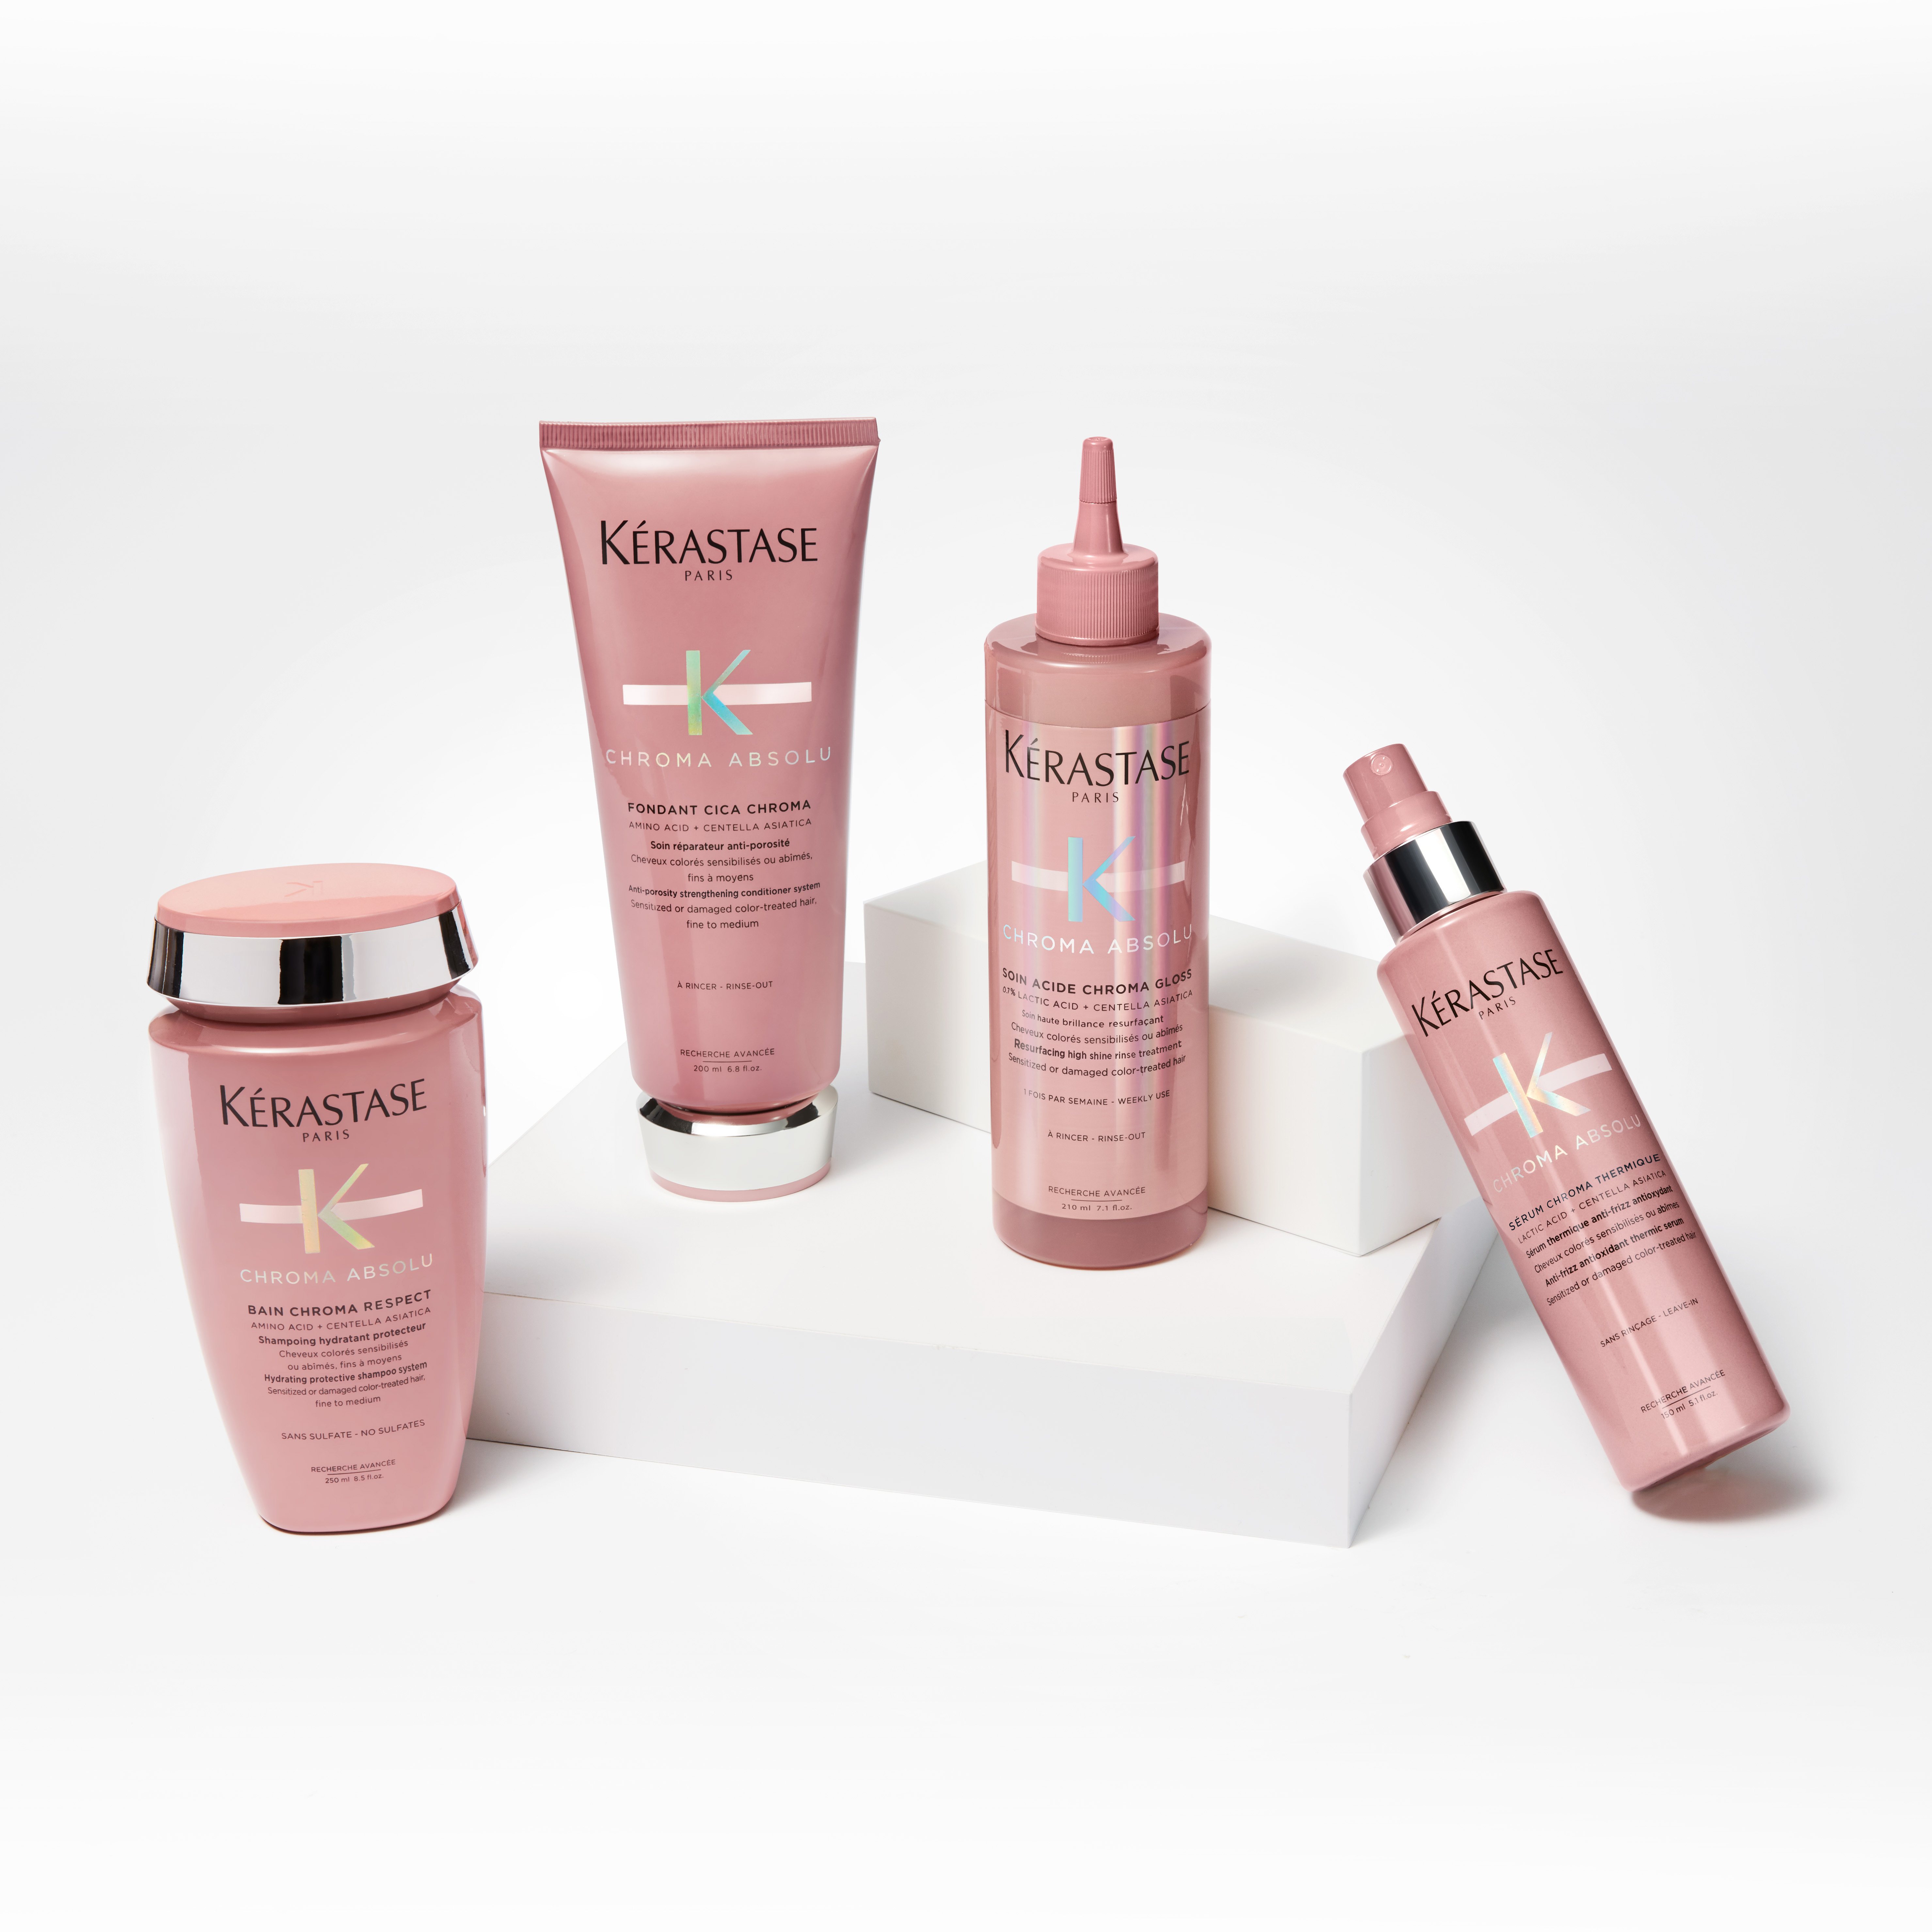 KÉRASTASE
PARIS
K
CHROMA ABSOLU
BAIN CHROMA RESPECT
AMINO ACID + CENTELLA ASIATICA
Shampoing hydratant protecteur
Cheveux colorés sensibilisés
ou abîmés, fins à moyens
Hydrating protective shampoo system
Sensitized or damaged color-treated hair,
fine to medium
SANS SULFATE - NO SULFATES
RECHERCHE AVANCÉE
250 ml 8.5 fl.oz.
KÉRASTASE
PARIS
K
CHROMA ABSOLU
FONDANT CICA CHROMA
AMINO ACID + CENTELLA ASIATICA
Soin réparateur anti-porosité
Cheveux colorés sensibilisés ou abîmés,
fins à moyens
Anti-porosity strengthening conditioner system
Sensitized or damaged color-treated hair,
fine to medium
À RINCER - RINSE-OUT
RECHERCHE AVANCÉE
200 ml 6.8 fl.oz.
KÉRASTASE
PARIS
K
CHROMA ABSOLU
SOIN ACIDE CHROMA GLOSS
0.7% LACTIC ACID + CENTELLA ASIATICA
Soin haute brillance resurfaçant
Cheveux colorés sensibilisés ou abîmés
Resurfacing high shine rinse treatment
Sensitized or damaged color-treated hair
1 FOIS PAR SEMAINE - WEEKLY USE
À RINCER - RINSE-OUT
RECHERCHE AVANCÉE
210 ml 7.1 fl.oz.
KÉRASTASE
PARIS
K
CHROMA ABSOLU
SÉRUM CHROMA THERMIQUE
LACTIC ACID + CENTELLA ASIATICA
Sérum thermique anti-frizz antioxydant
Cheveux colorés sensibilisés ou abîmés
Anti-frizz antioxidant thermic serum
Sensitized or damaged color-treated hair
SANS RINÇAGE - LEAVE-IN
RECHERCHE AVANCÉE
150 ml 5.1 fl.oz.